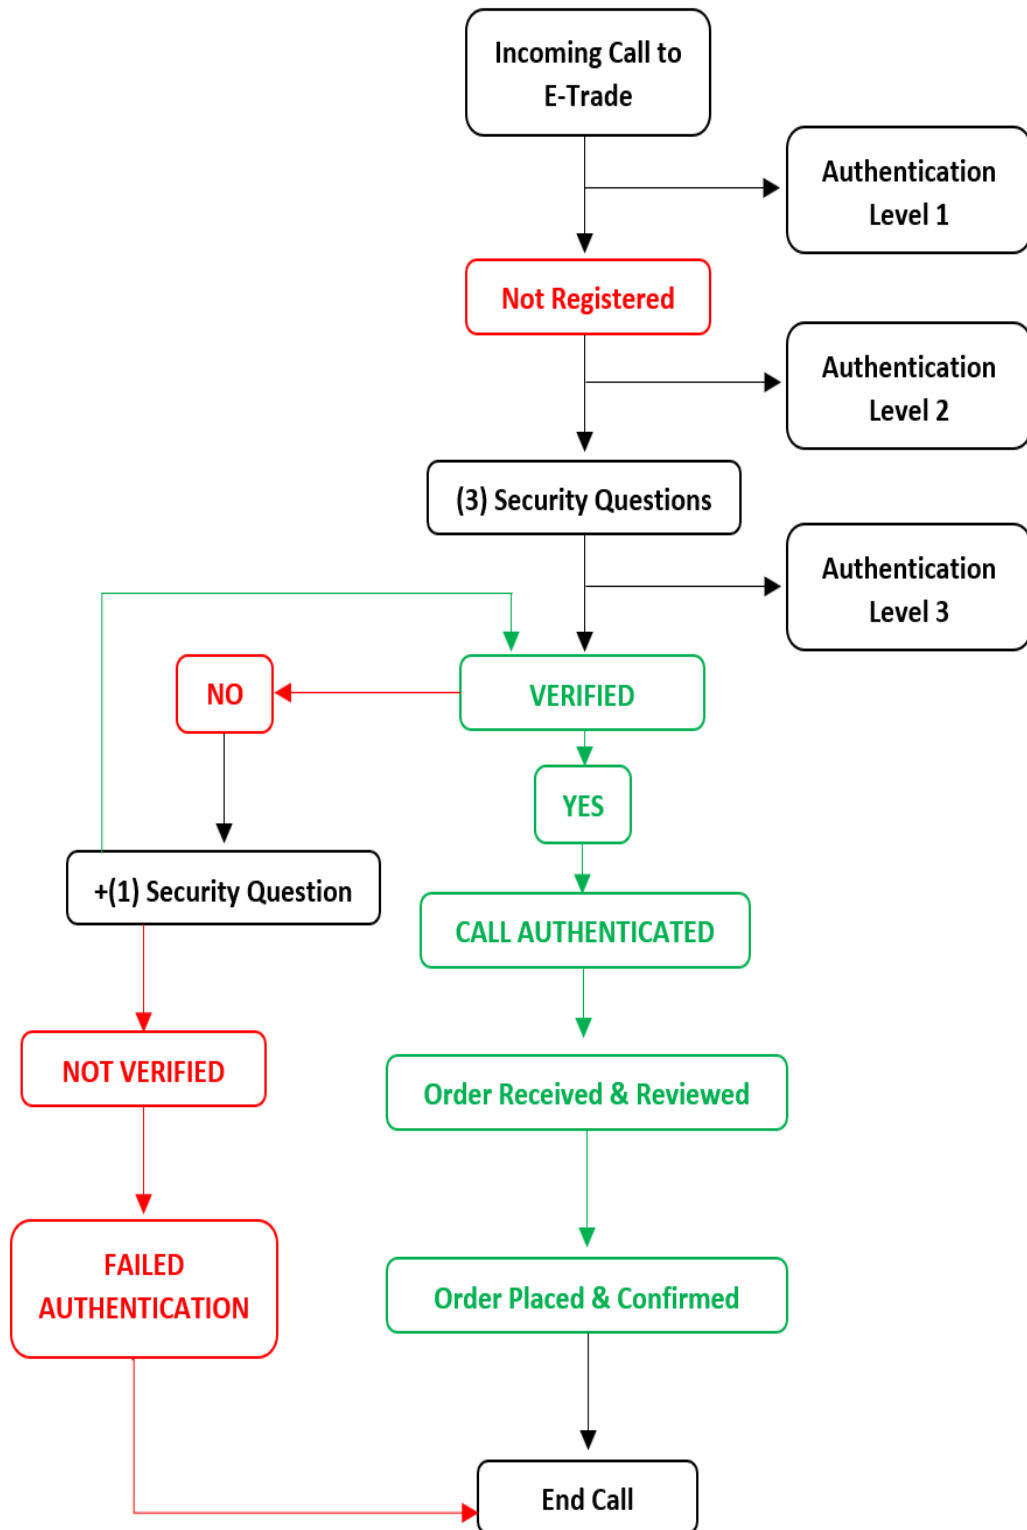 Incoming Call to
E-Trade
Authentication
Level 1
Not Registered
Authentication
Level 2
(3) Security Questions
Authentication
Level 3
NO
VERIFIED
YES
+(1) Security Question
CALL AUTHENTICATED
NOT VERIFIED
Order Received & Reviewed
FAILED
AUTHENTICATION
Order Placed & Confirmed
End Call